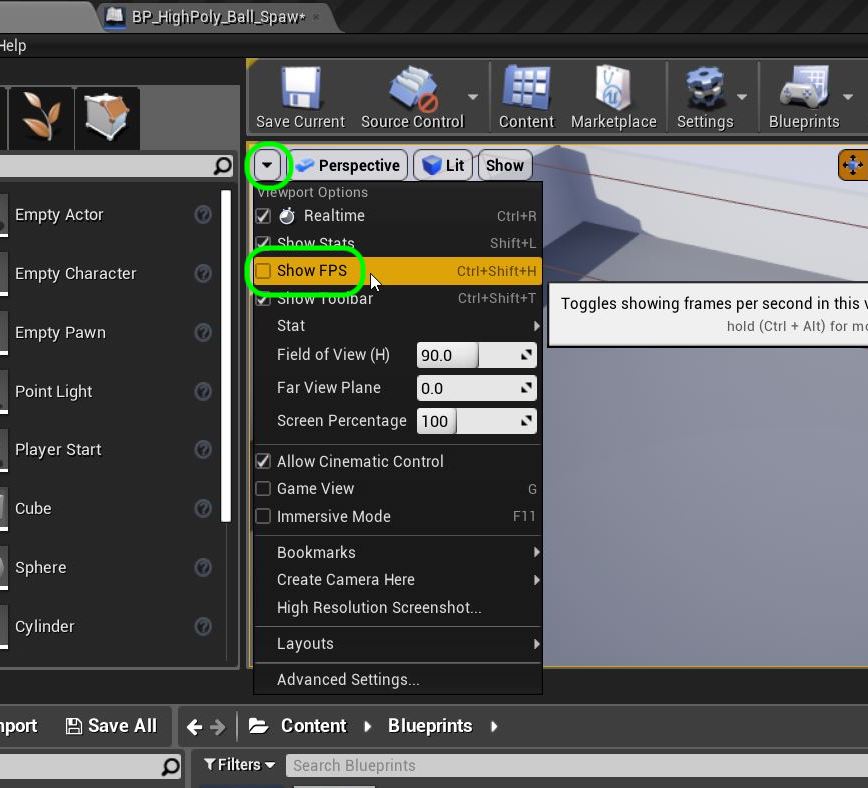 BP_HighPoly_Ball_Spaw*
Help
Save Current
Source Control
Content
Marketplace
Settings
Blueprints
Perspective
Lit
Show
Viewport Options
Realtime Ctrl+R
Show Stats Shift+L
Show FPS Ctrl+Shift+H
Show Toolbar Ctrl+Shift+T
Stat
Field of View (H) 90.0
Far View Plane 0.0
Screen Percentage 100
Allow Cinematic Control
Game View G
Immersive Mode F11
Bookmarks
Create Camera Here
High Resolution Screenshot...
Layouts
Advanced Settings...
Toggles showing frames per second in this
hold (Ctrl + Alt) for
Empty Actor
Empty Character
Empty Pawn
Point Light
Player Start
Cube
Sphere
Cylinder
Save All
Content
Blueprints
Filters
Search Blueprints